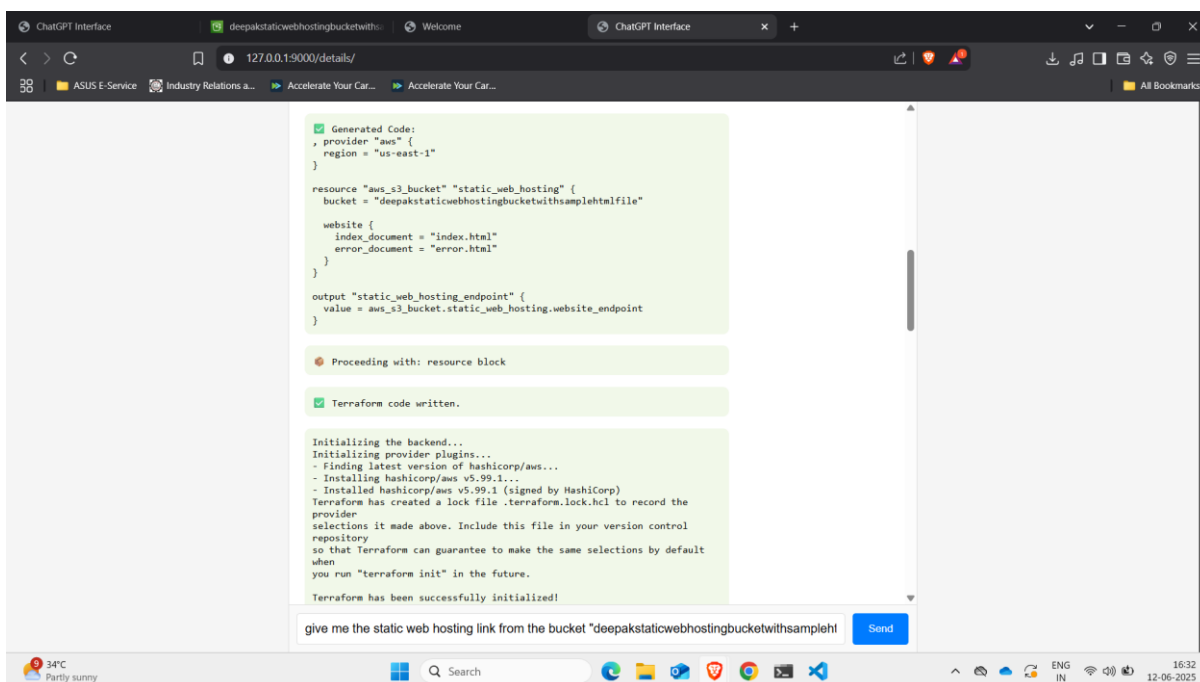 ChatGPT Interface
deepakstaticwebhostingbucketwiths
Welcome
ChatGPT Interface
127.0.0.1:9000/details/
ASUS E-Service
Industry Relations a...
Accelerate Your Car...
Accelerate Your Car...
All Bookmarks
✅ Generated Code:
, provider "aws" {
  region = "us-east-1"
}
resource "aws_s3_bucket" "static_web_hosting" {
  bucket = "deepakstaticwebhostingbucketwithsamplehtmlfile"
  website {
    index_document = "index.html"
    error_document = "error.html"
  }
}
output "static_web_hosting_endpoint" {
  value = aws_s3_bucket.static_web_hosting.website_endpoint
}
📦 Proceeding with: resource block
✅ Terraform code written.
Initializing the backend...
Initializing provider plugins...
- Finding latest version of hashicorp/aws...
- Installing hashicorp/aws v5.99.1...
- Installed hashicorp/aws v5.99.1 (signed by HashiCorp)
Terraform has created a lock file .terraform.lock.hcl to record the
provider
selections it made above. Include this file in your version control
repository
so that Terraform can guarantee to make the same selections by default
when
you run "terraform init" in the future.
Terraform has been successfully initialized!
give me the static web hosting link from the bucket "deepakstaticwebhostingbucketwithsamplehtl
Send
9
34°C
Partly sunny
Search
ENG
IN
16:32
12-06-2025